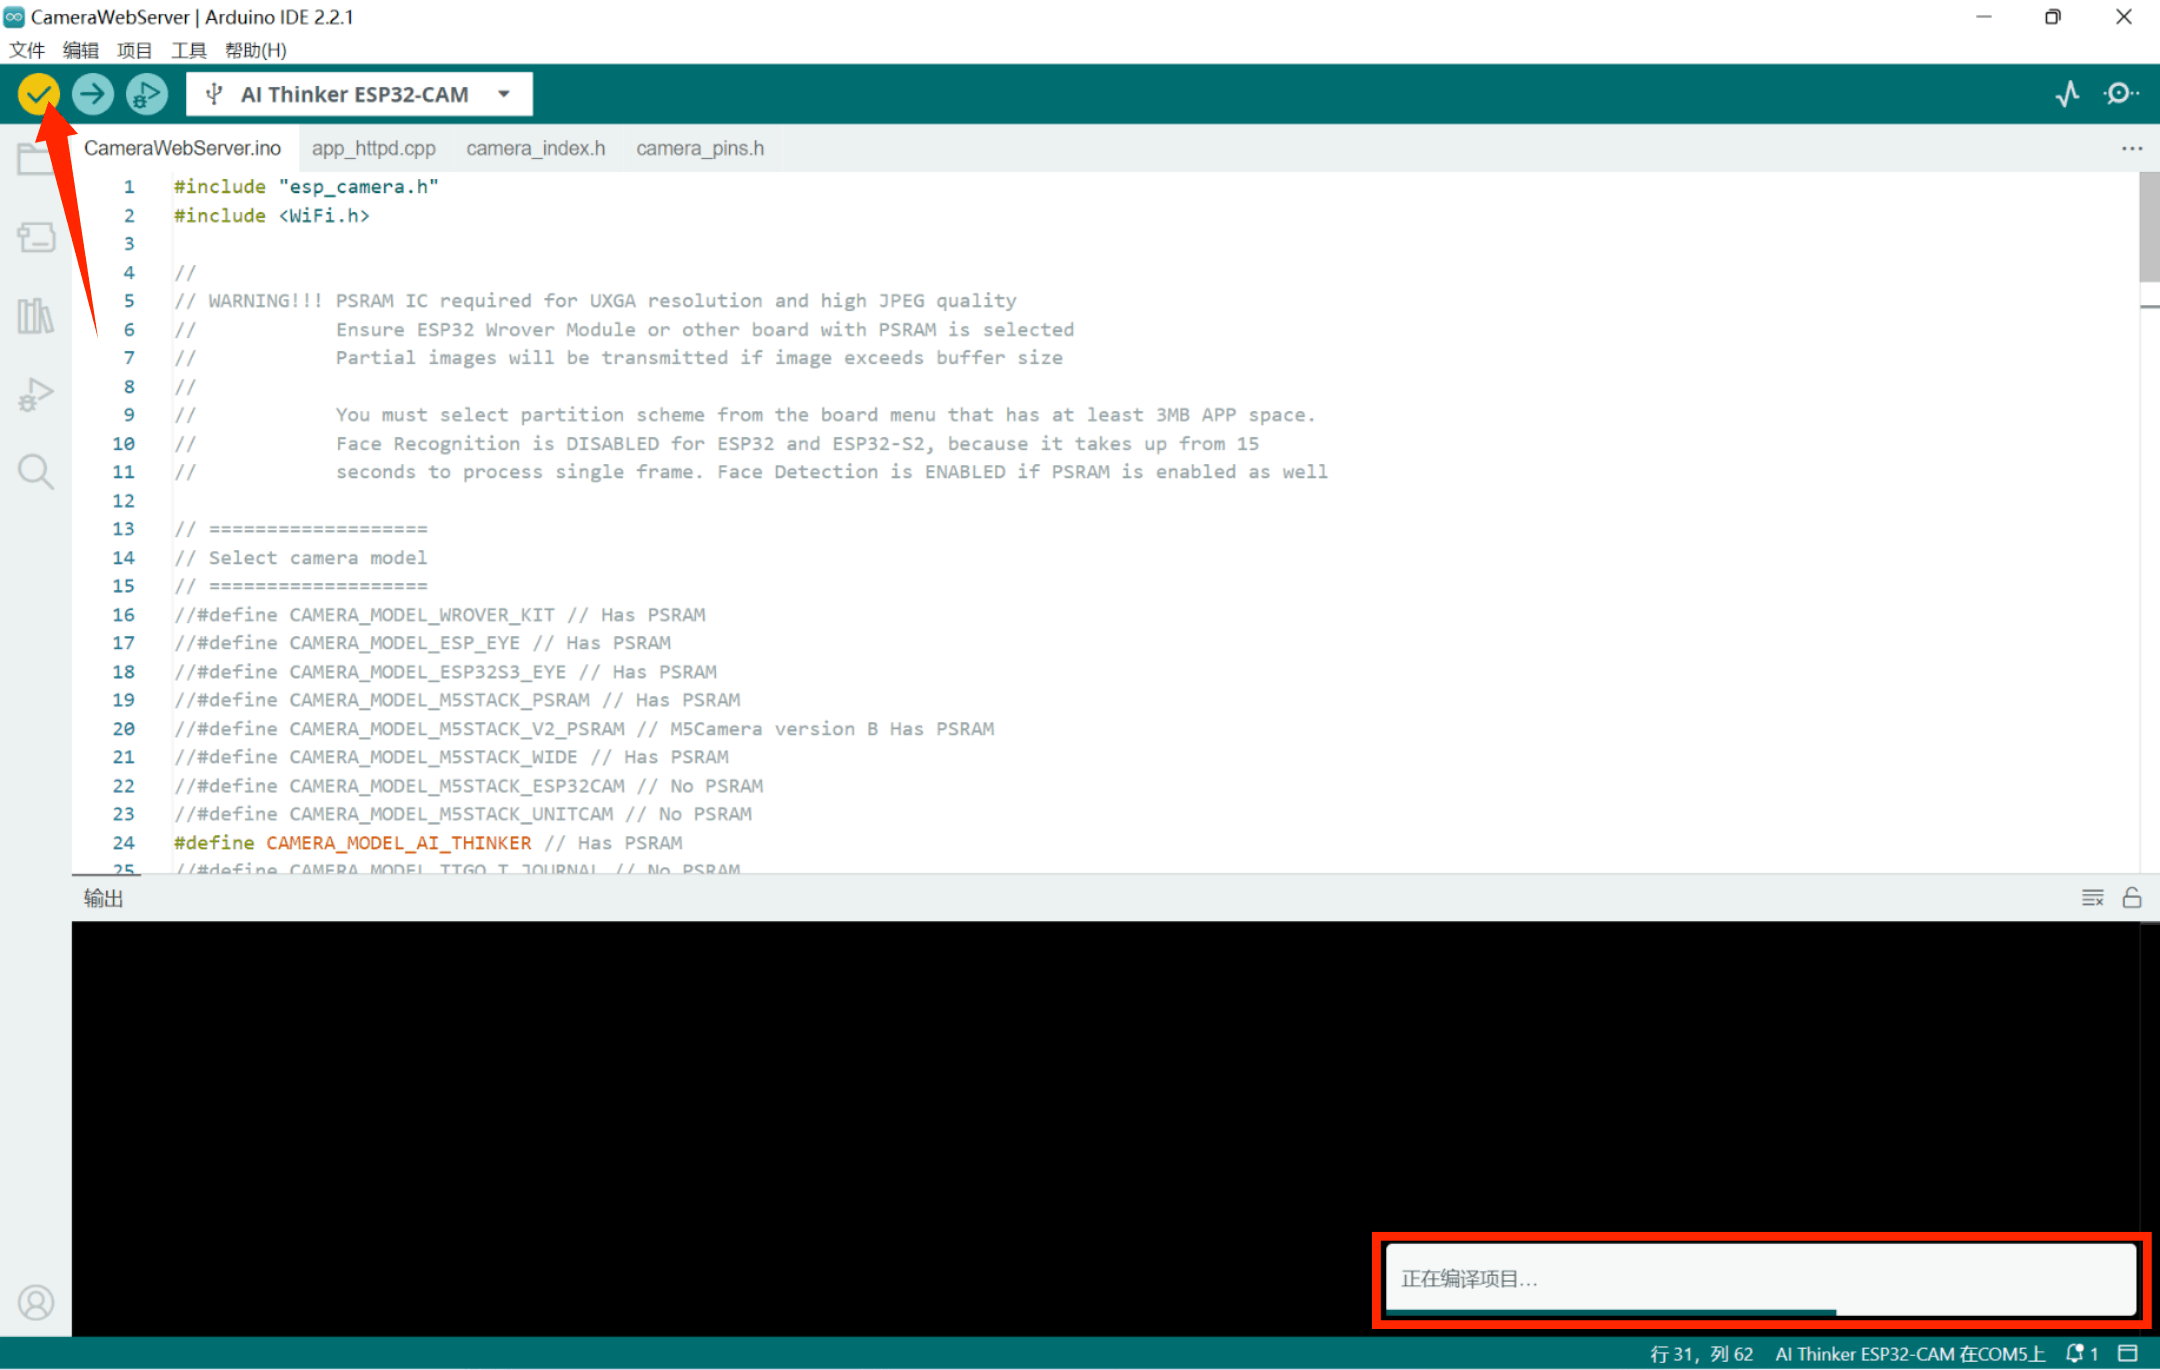 CameraWebServer | Arduino IDE 2.2.1
文件 编辑 项目 工具 帮助(H)
AI Thinker ESP32-CAM
CameraWebServer.ino app_httpd.cpp camera_index.h camera_pins.h
1 #include "esp_camera.h"
2 #include <WiFi.h>
3
4 //
5 // WARNING!!! PSRAM IC required for UXGA resolution and high JPEG quality
6 // Ensure ESP32 Wrover Module or other board with PSRAM is selected
7 // Partial images will be transmitted if image exceeds buffer size
8 //
9 // You must select partition scheme from the board menu that has at least 3MB APP space.
10 // Face Recognition is DISABLED for ESP32 and ESP32-S2, because it takes up from 15
11 // seconds to process single frame. Face Detection is ENABLED if PSRAM is enabled as well
12
13 // ===================
14 // Select camera model
15 // ===================
16 //#define CAMERA_MODEL_WROVER_KIT // Has PSRAM
17 //#define CAMERA_MODEL_ESP_EYE // Has PSRAM
18 //#define CAMERA_MODEL_ESP32S3_EYE // Has PSRAM
19 //#define CAMERA_MODEL_M5STACK_PSRAM // Has PSRAM
20 //#define CAMERA_MODEL_M5STACK_V2_PSRAM // M5Camera version B Has PSRAM
21 //#define CAMERA_MODEL_M5STACK_WIDE // Has PSRAM
22 //#define CAMERA_MODEL_M5STACK_ESP32CAM // No PSRAM
23 //#define CAMERA_MODEL_M5STACK_UNITCAM // No PSRAM
24 #define CAMERA_MODEL_AI_THINKER // Has PSRAM
25 //#define CAMERA_MODEL_TTGO_T_JOURNAL // No PSRAM
输出
正在编译项目...
行 31，列 62 AI Thinker ESP32-CAM 在COM5上 1